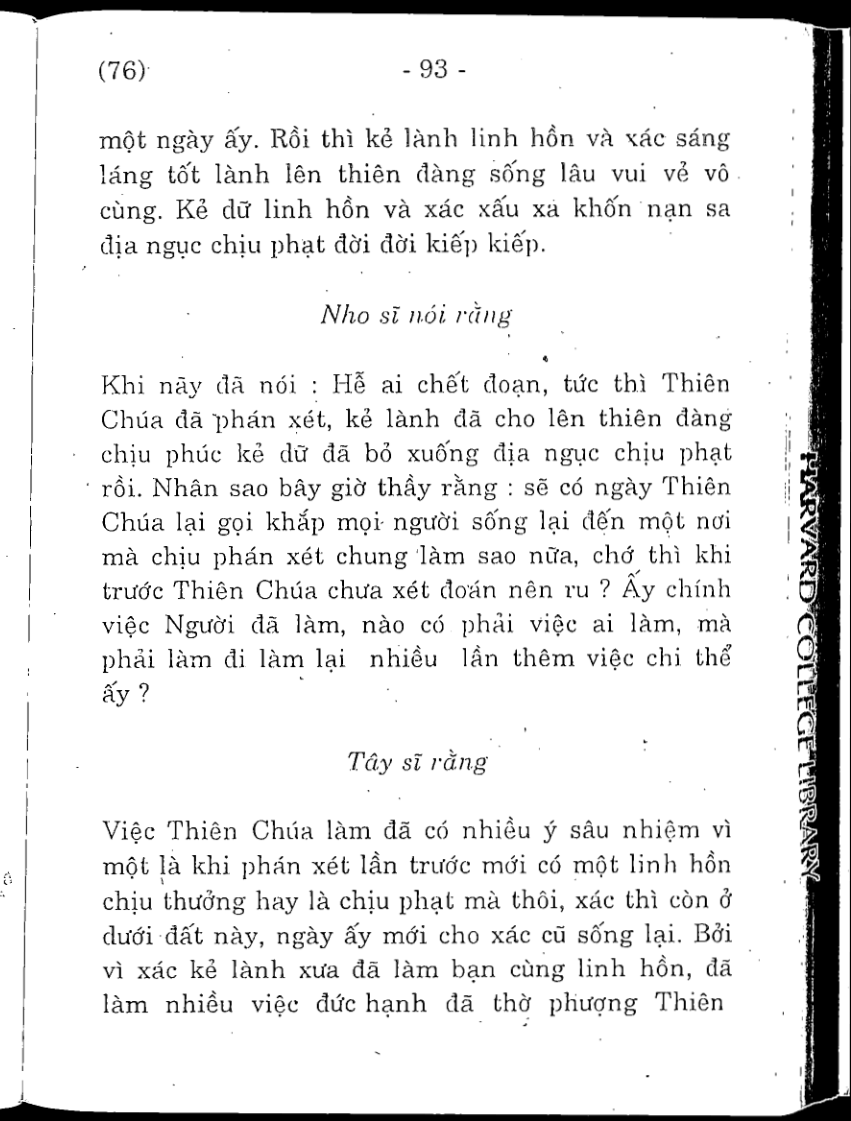 (76) - 93 -
một ngày ấy. Rồi thì kẻ lành linh hồn và xác sáng
láng tốt lành lên thiên đàng sống lâu vui vẻ vô
cùng. Kẻ dữ linh hồn và xác xấu xa khốn nạn sa
địa ngục chịu phạt đời đời kiếp kiếp.
Nho sĩ nói rằng
Khi nãy đã nói : Hễ ai chết đoạn, tức thì Thiên
Chúa đã phán xét, kẻ lành đã cho lên thiên đàng
chịu phúc kẻ dữ đã bỏ xuống địa ngục chịu phạt
rồi. Nhân sao bây giờ thầy rằng : sẽ có ngày Thiên
Chúa lại gọi khắp mọi người sống lại đến một nơi
mà chịu phán xét chung làm sao nữa, chớ thì khi
trước Thiên Chúa chưa xét đoán nên ru ? Ấy chính
việc Người đã làm, nào có phải việc ai làm, mà
phải làm đi làm lại nhiều lần thêm việc chi thể
ấy ?
Tây sĩ rằng
Việc Thiên Chúa làm đã có nhiều ý sâu nhiệm vì
một là khi phán xét lần trước mới có một linh hồn
chịu thưởng hay là chịu phạt mà thôi, xác thì còn ở
dưới đất này, ngày ấy mới cho xác cũ sống lại. Bởi
vì xác kẻ lành xưa đã làm bạn cùng linh hồn, đã
làm nhiều việc đức hạnh đã thờ phượng Thiên
HARVARD COLLEGE LIBRARY